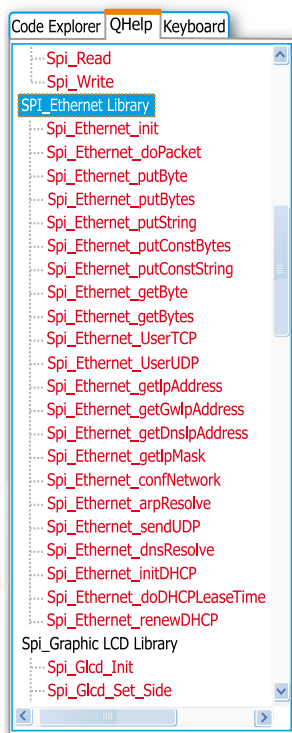 Code Explorer QHelp Keyboard
Spi_Read
Spi_Write
SPI_Ethernet Library
Spi_Ethernet_init
Spi_Ethernet_doPacket
Spi_Ethernet_putByte
Spi_Ethernet_putBytes
Spi_Ethernet_putString
Spi_Ethernet_putConstBytes
Spi_Ethernet_putConstString
Spi_Ethernet_getByte
Spi_Ethernet_getBytes
Spi_Ethernet_UserTCP
Spi_Ethernet_UserUDP
Spi_Ethernet_getIpAddress
Spi_Ethernet_getGwIpAddress
Spi_Ethernet_getDnsIpAddress
Spi_Ethernet_getIpMask
Spi_Ethernet_confNetwork
Spi_Ethernet_arpResolve
Spi_Ethernet_sendUDP
Spi_Ethernet_dnsResolve
Spi_Ethernet_initDHCP
Spi_Ethernet_doDHCPLeaseTime
Spi_Ethernet_renewDHCP
Spi_Graphic LCD Library
Spi_Glcd_Init
Spi_Glcd_Set_Side